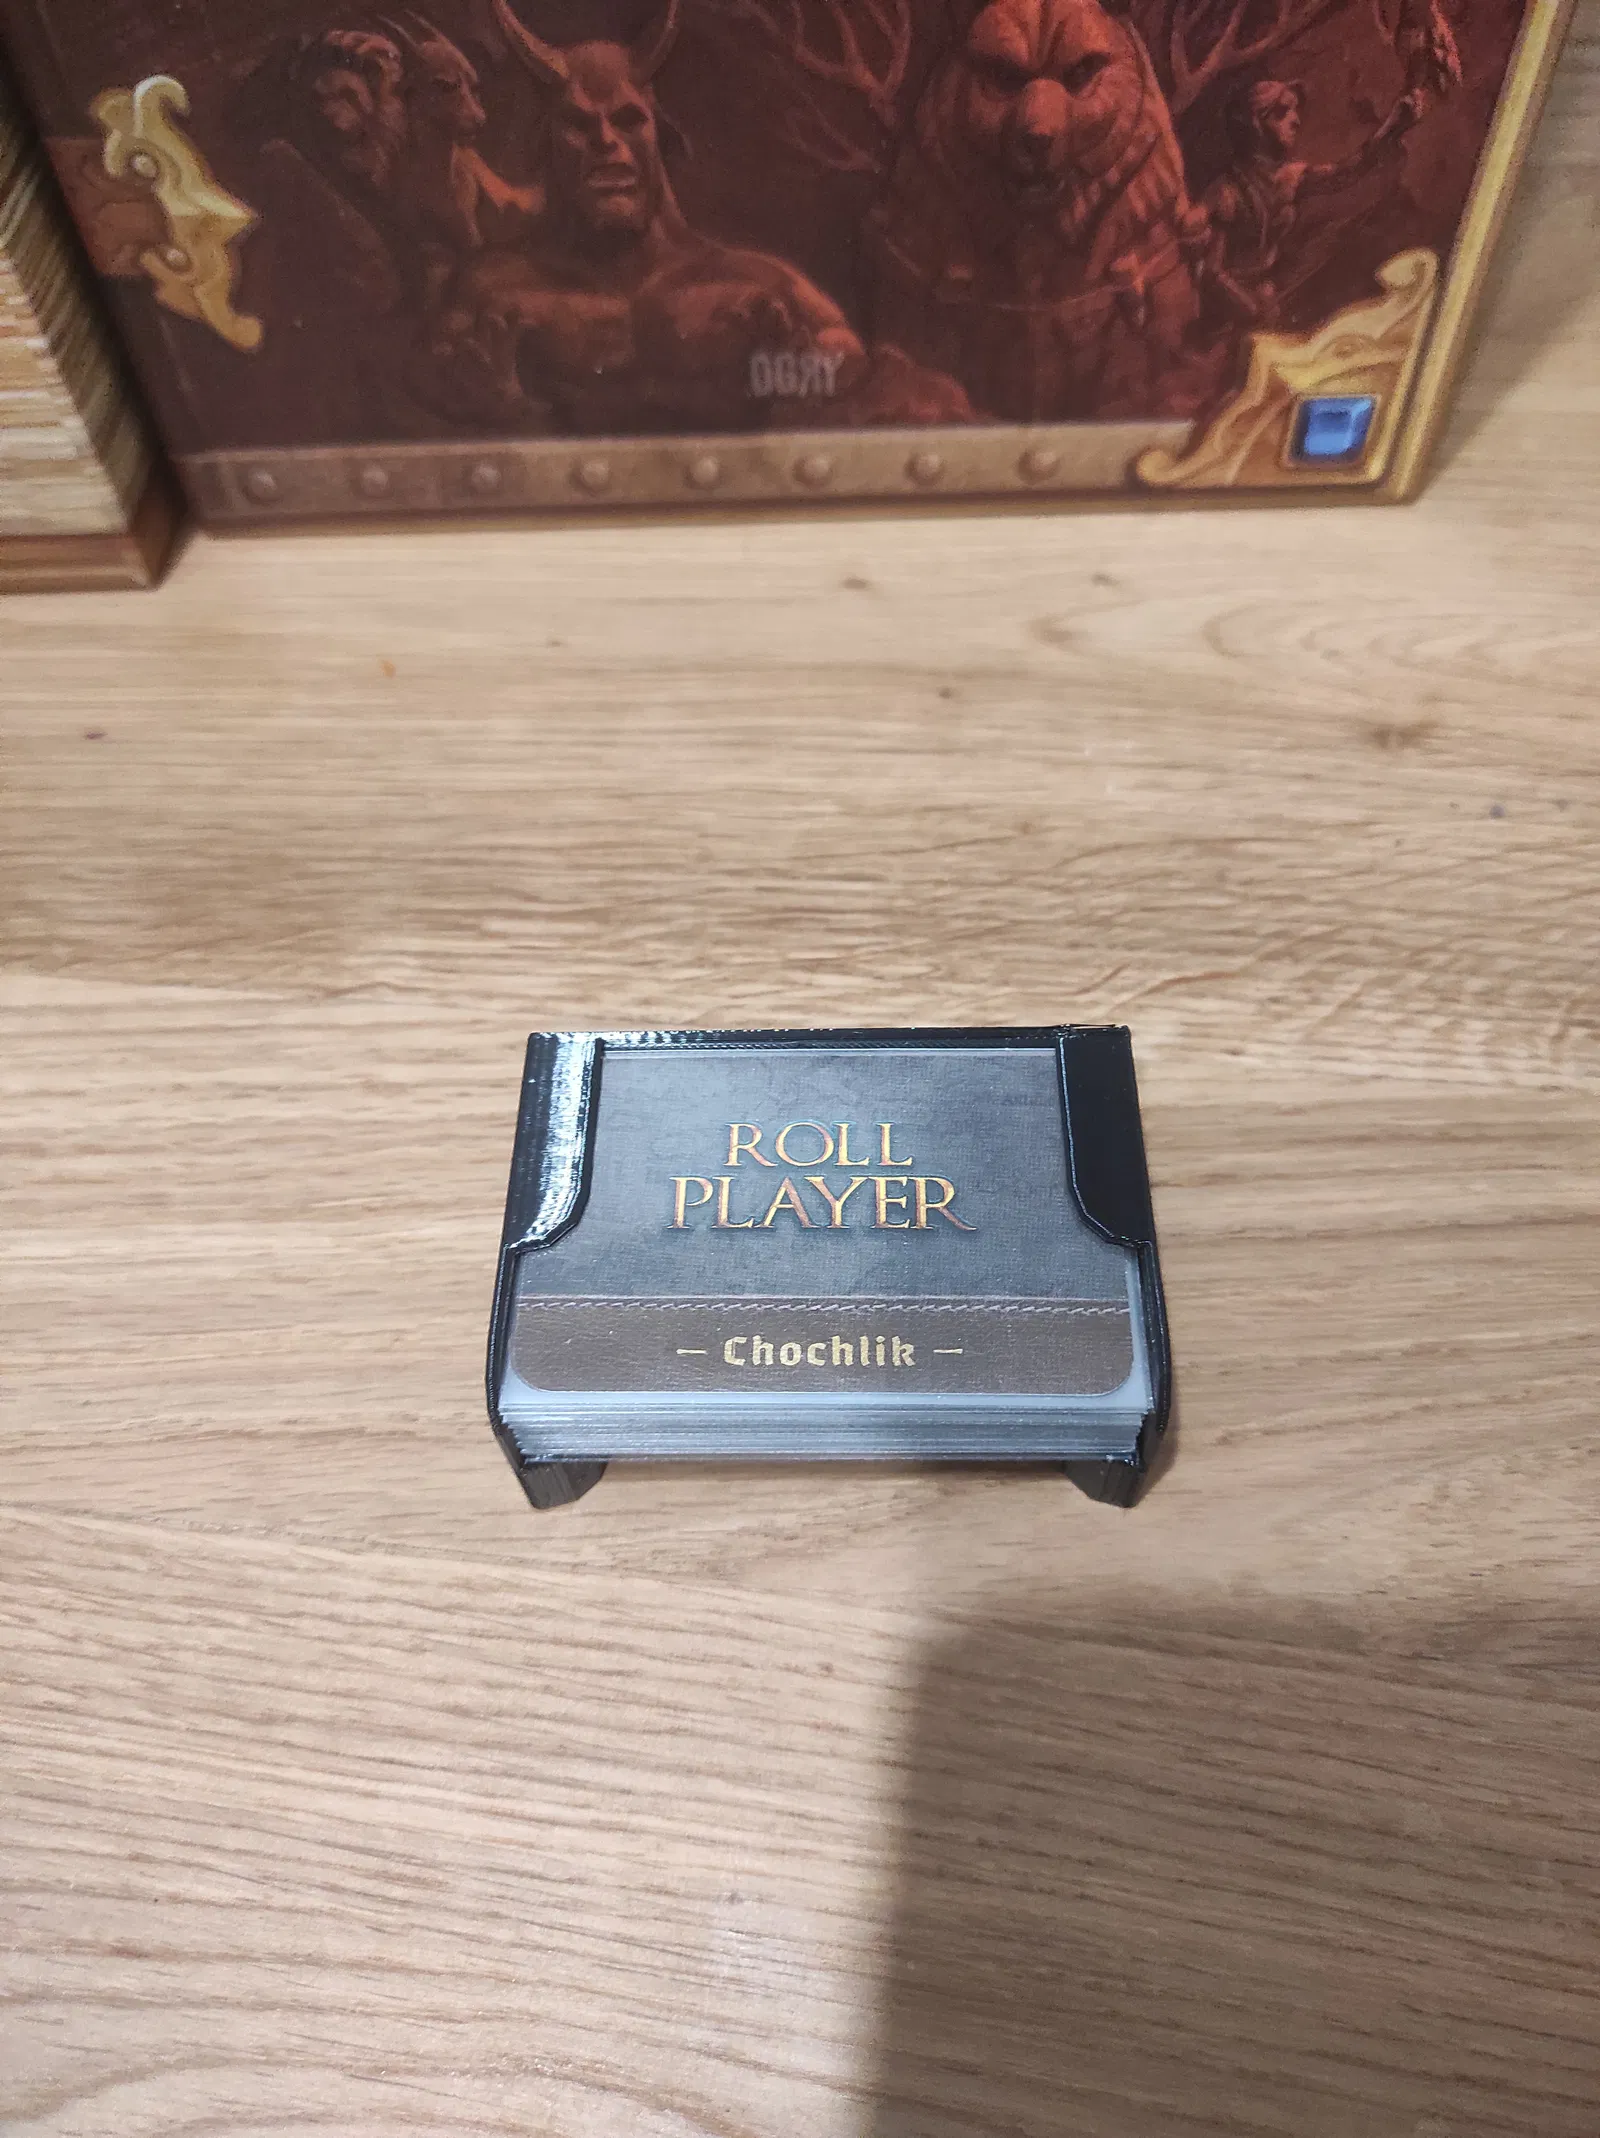 OGRY
ROLL
PLAYER
– Chochlik –